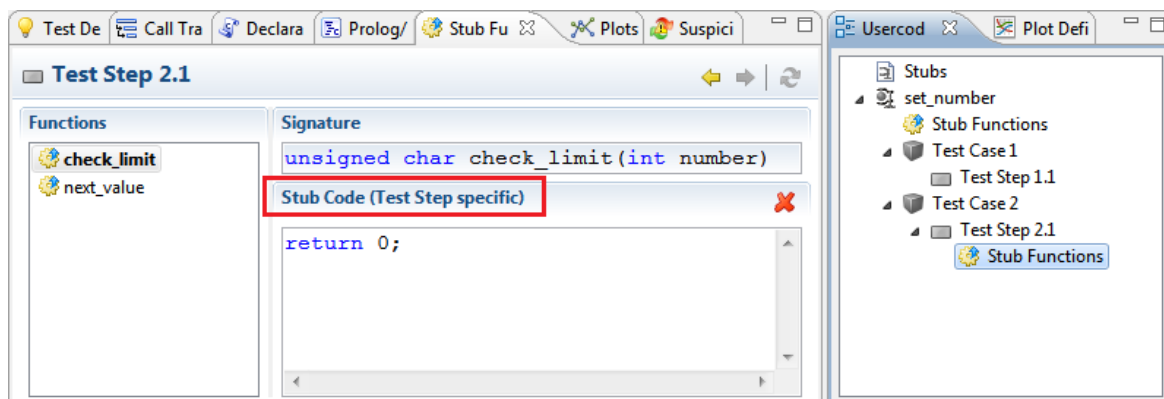 Test De Call Tra Declara Prolog/ Stub Fu Plots Suspici
Test Step 2.1
Functions
check_limit
next_value
Signature
unsigned char check_limit(int number)
Stub Code (Test Step specific)
return 0;
Usercod Plot Defi
Stubs
set_number
Stub Functions
Test Case 1
Test Step 1.1
Test Case 2
Test Step 2.1
Stub Functions